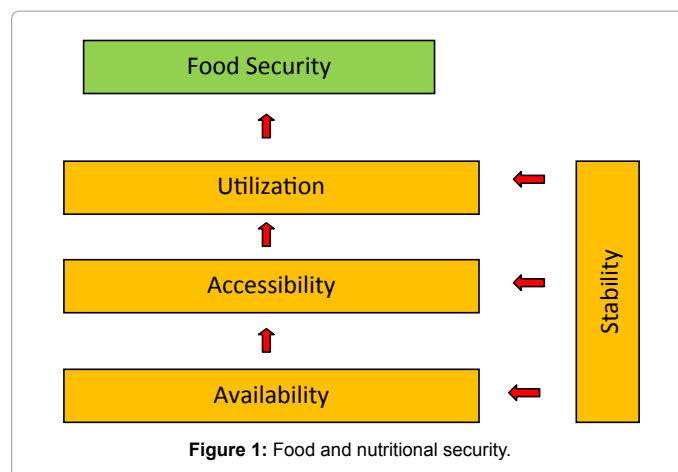 Food Security
Utilization
Accessibility
Availability
Stability
Figure 1: Food and nutritional security.